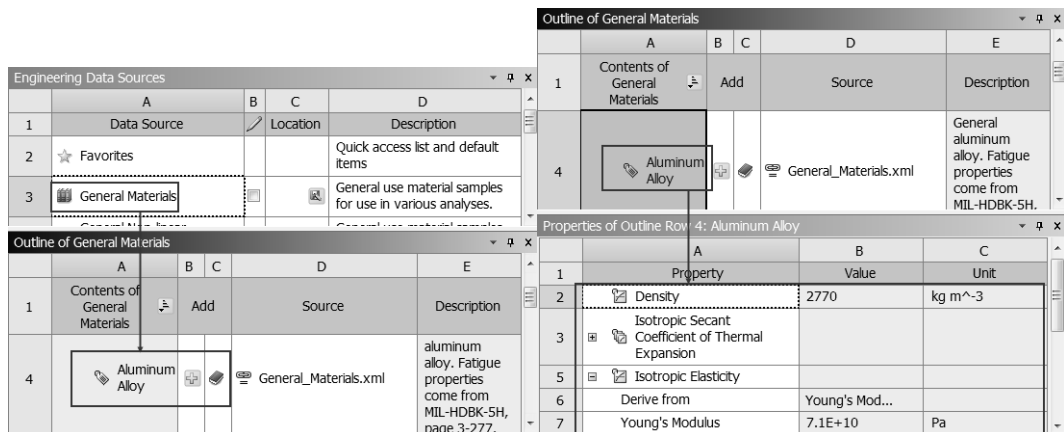 Engineering Data Sources
A B C D
1 Data Source Location Description
2 Favorites Quick access list and default items
3 General Materials General use material samples for use in various analyses.
Outline of General Materials
A B C D E
1 Contents of General Materials Add Source Description
4 Aluminum Alloy General_Materials.xml aluminum alloy. Fatigue properties come from MIL-HDBK-5H, page 3-277.
Outline of General Materials
A B C D E
1 Contents of General Materials Add Source Description
4 Aluminum Alloy General_Materials.xml General aluminum alloy. Fatigue properties come from MIL-HDBK-5H,
Properties of Outline Row 4: Aluminum Alloy
A B C
1 Property Value Unit
2 Density 2770 kg m^-3
3 Isotropic Secant Coefficient of Thermal Expansion
5 Isotropic Elasticity
6 Derive from Young's Mod...
7 Young's Modulus 7.1E+10 Pa